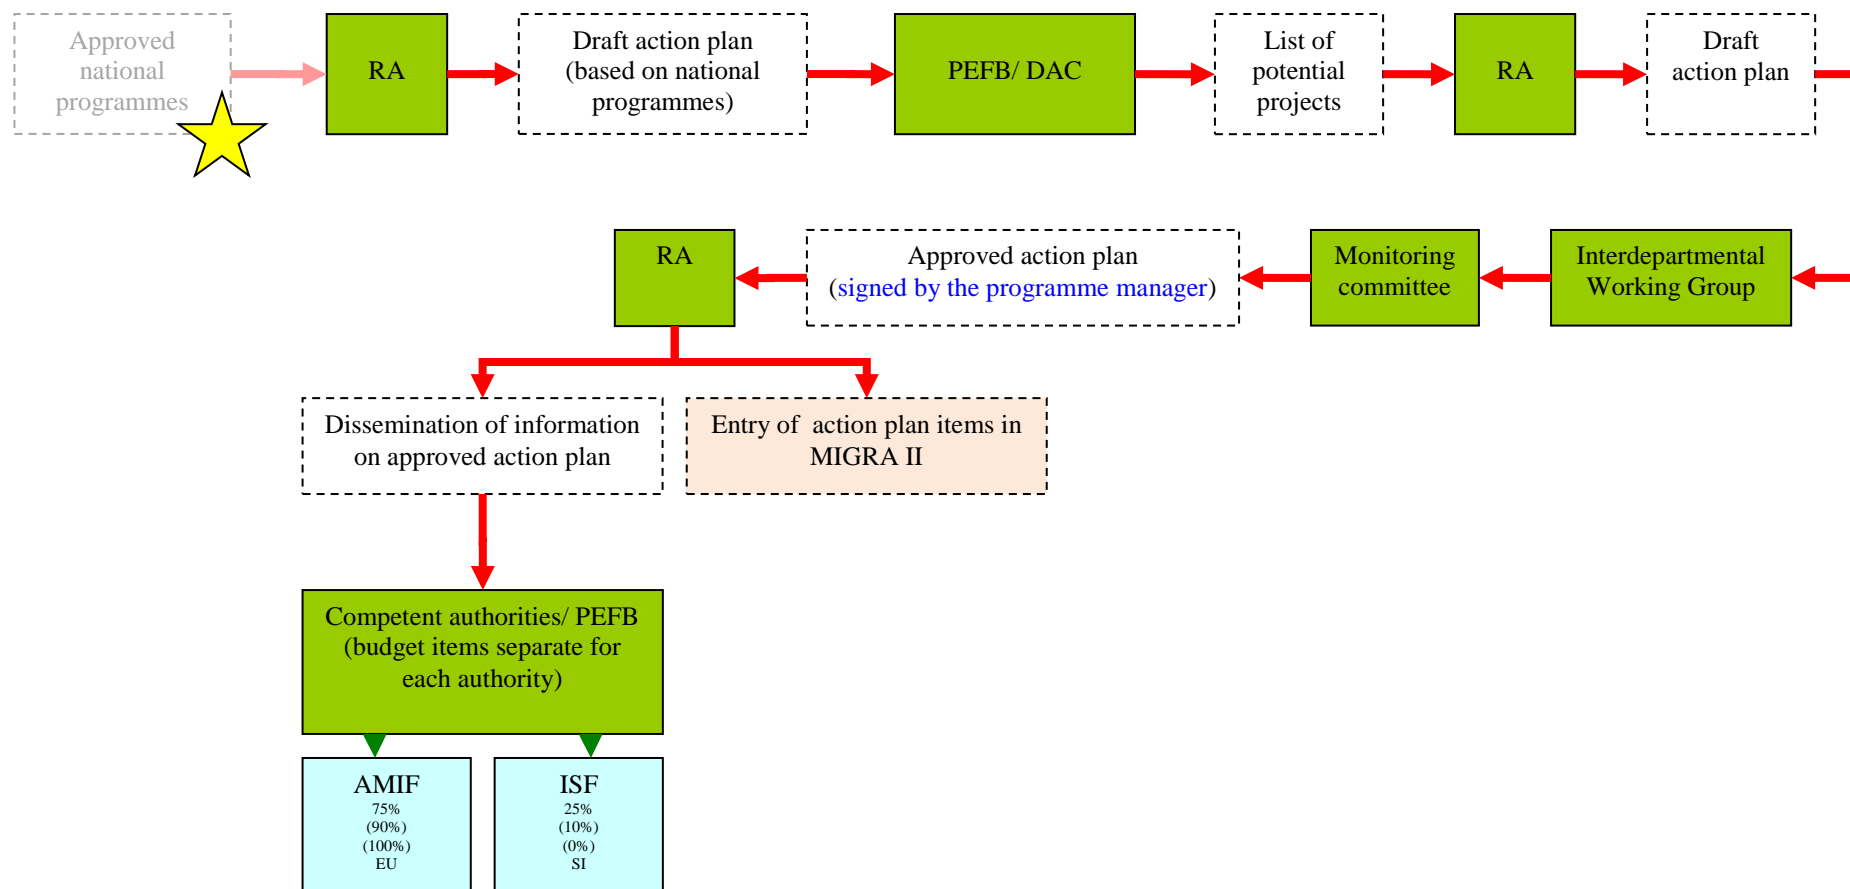 Approved
national
programmes
RA
Draft action plan
(based on national
programmes)
PEFB/ DAC
List of
potential
projects
RA
Draft
action plan
RA
Approved action plan
(signed by the programme manager)
Monitoring
committee
Interdepartmental
Working Group
Dissemination of information
on approved action plan
Entry of  action plan items in
MIGRA II
Competent authorities/ PEFB
(budget items separate for
each authority)
AMIF
75%
(90%)
(100%)
EU
ISF
25%
(10%)
(0%)
SI